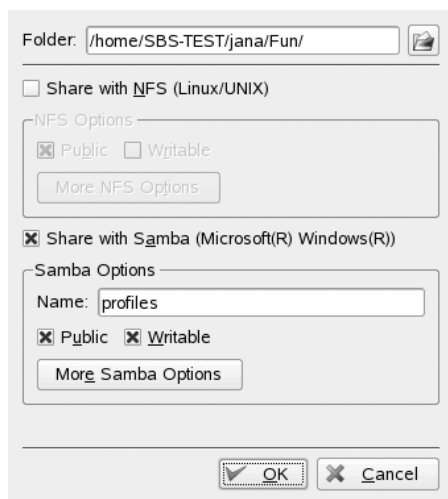 Folder: /home/SBS-TEST/jana/Fun/
Share with NFS (Linux/UNIX)
NFS Options
Public Writable
More NFS Options
Share with Samba (Microsoft(R) Windows(R))
Samba Options
Name: profiles
Public Writable
More Samba Options
OK Cancel